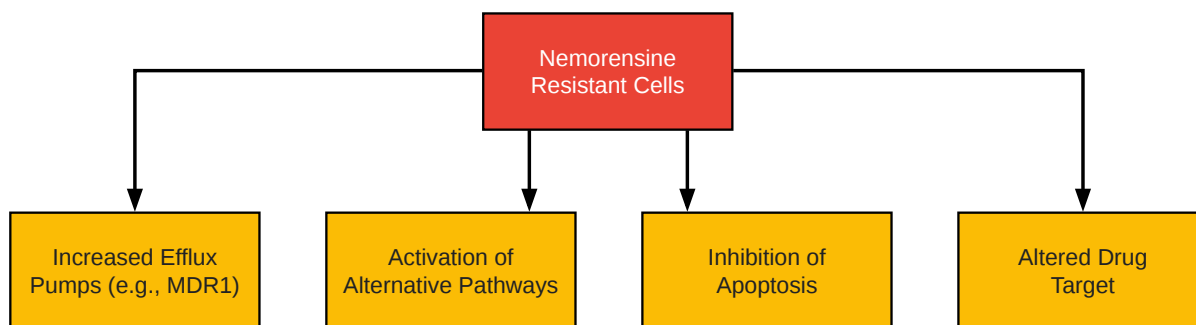 Nemorensine
Resistant Cells
Increased Efflux
Pumps (e.g., MDR1)
Activation of
Alternative Pathways
Inhibition of
Apoptosis
Altered Drug
Target